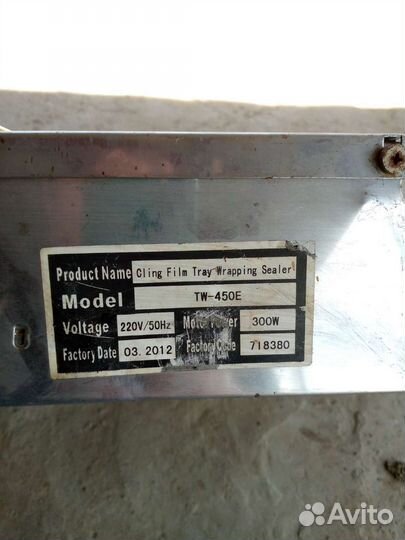 Product Name Cling Film Tray Wrapping Sealer
Model TW-450E
Voltage 220V/50Hz Motor Power 300W
Factory Date 03.2012 Factory Code 718380
Avito